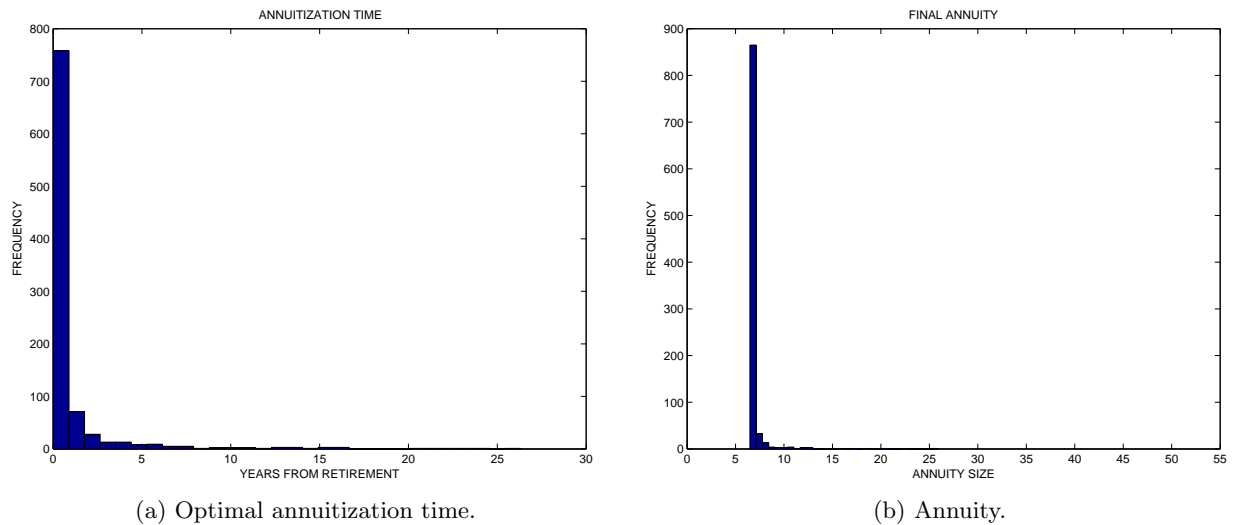 ANNUITIZATION TIME
800
700
600
500
400
300
200
100
0
FREQUENCY
0 5 10 15 20 25 30
YEARS FROM RETIREMENT
(a) Optimal annuitization time.
FINAL ANNUITY
900
800
700
600
500
400
300
200
100
0
FREQUENCY
0 5 10 15 20 25 30 35 40 45 50 55
ANNUITY SIZE
(b) Annuity.